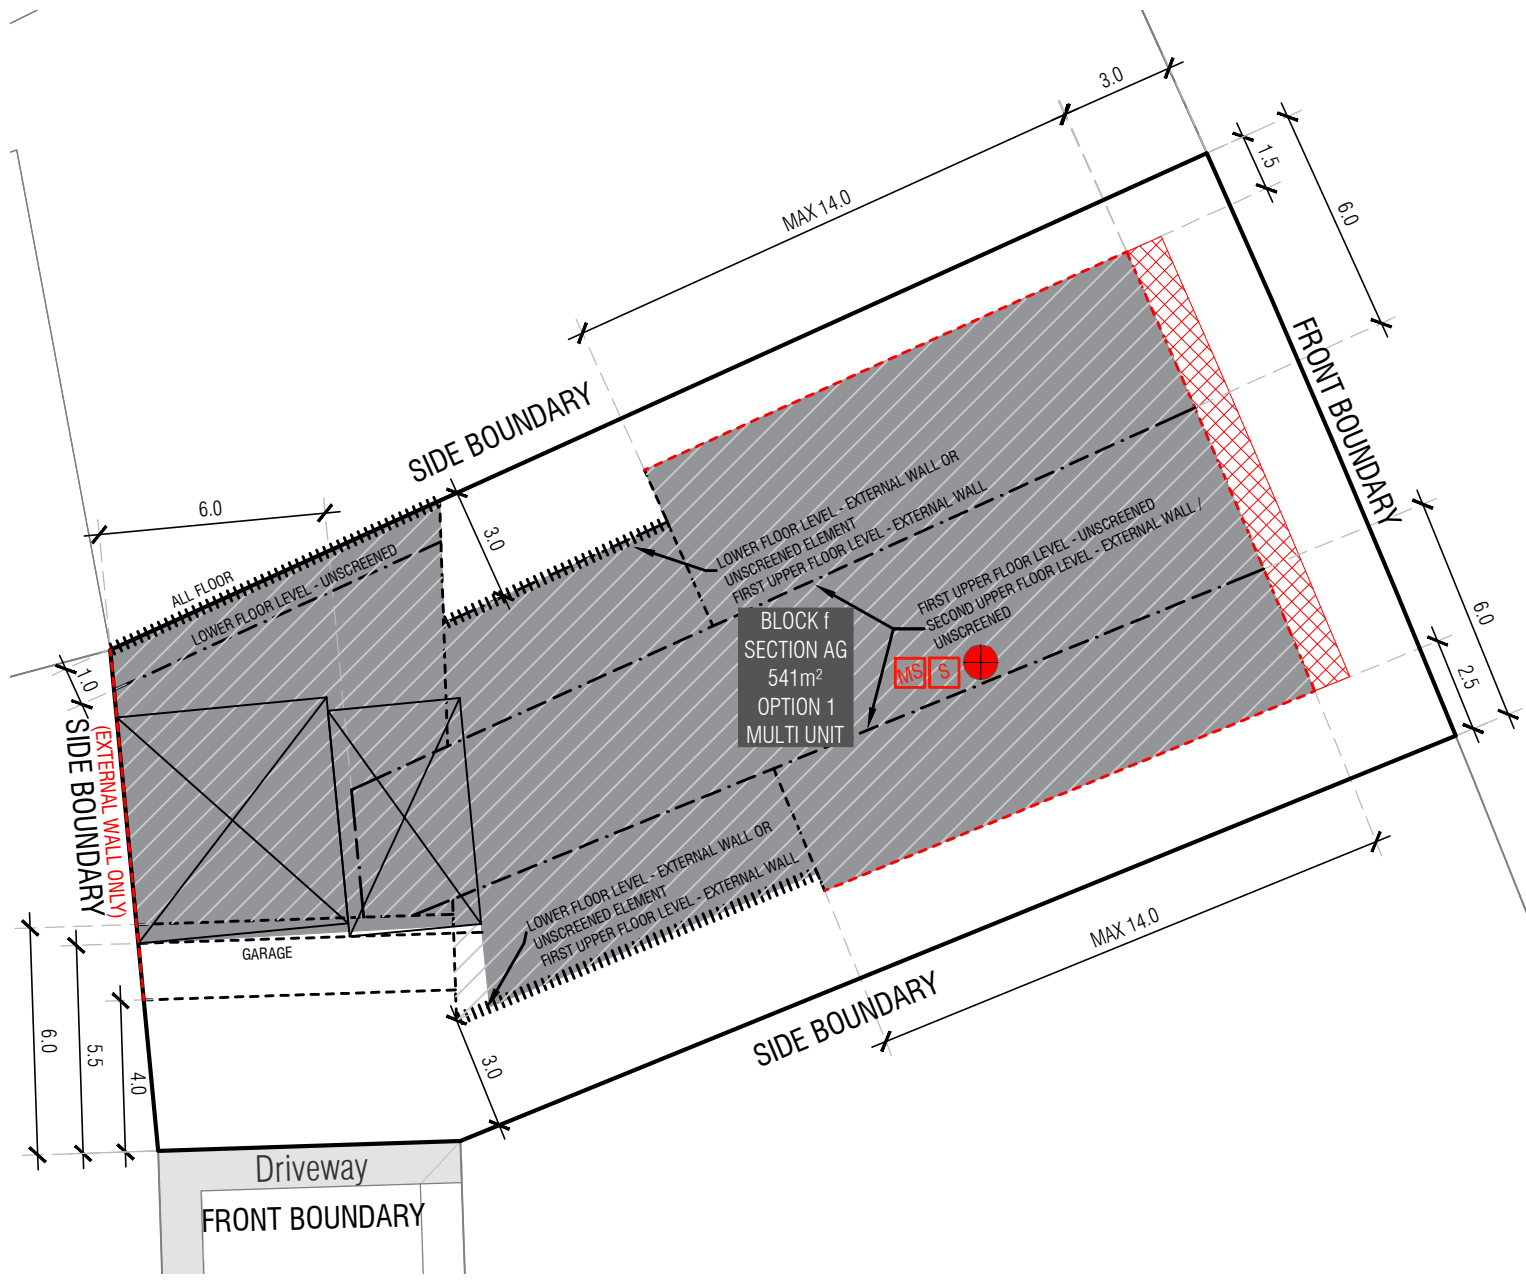 3.0
1.5
6.0
MAX 14.0
FRONT BOUNDARY
SIDE BOUNDARY
6.0
3.0
ALL FLOOR
LOWER FLOOR LEVEL - UNSCREENED
LOWER FLOOR LEVEL - EXTERNAL WALL OR
UNSCREENED ELEMENT
FIRST UPPER FLOOR LEVEL - EXTERNAL WALL
FIRST UPPER FLOOR LEVEL - UNSCREENED
SECOND UPPER FLOOR LEVEL - EXTERNAL WALL /
UNSCREENED
BLOCK f
SECTION AG
541m²
OPTION 1
MULTI UNIT
MS
S
6.0
2.5
1.0
SIDE BOUNDARY
(EXTERNAL WALL ONLY)
LOWER FLOOR LEVEL - EXTERNAL WALL OR
UNSCREENED ELEMENT
FIRST UPPER FLOOR LEVEL - EXTERNAL WALL
GARAGE
MAX 14.0
SIDE BOUNDARY
6.0
5.5
4.0
3.0
Driveway
FRONT BOUNDARY